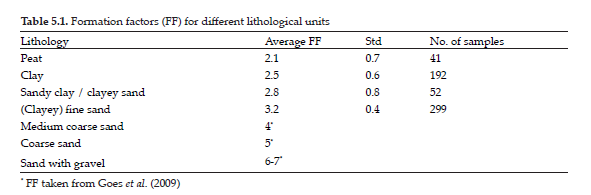 Table 5.1. Formation factors (FF) for different lithological units
Lithology Average FF Std No. of samples
Peat 2.1 0.7 41
Clay 2.5 0.6 192
Sandy clay / clayey sand 2.8 0.8 52
(Clayey) fine sand 3.2 0.4 299
Medium coarse sand 4*
Coarse sand 5*
Sand with gravel 6-7*
* FF taken from Goes et al. (2009)